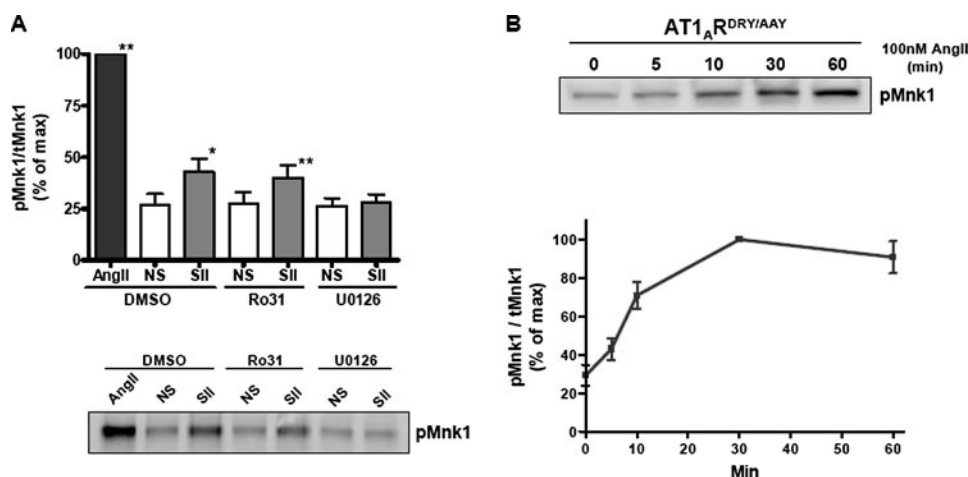 A
pMnk1/tMnk1
(% of max)
100
75
50
25
0
**
*
**
AngII NS SII NS SII NS SII
DMSO Ro31 U0126
DMSO Ro31 U0126
AngII NS SII NS SII NS SII
pMnk1
B
AT1AR DRY/AAY
100nM AngII
(min)
0 5 10 30 60
pMnk1
pMnk1 / tMnk1
(% of max)
100
80
60
40
20
0
0 10 20 30 40 50 60
Min